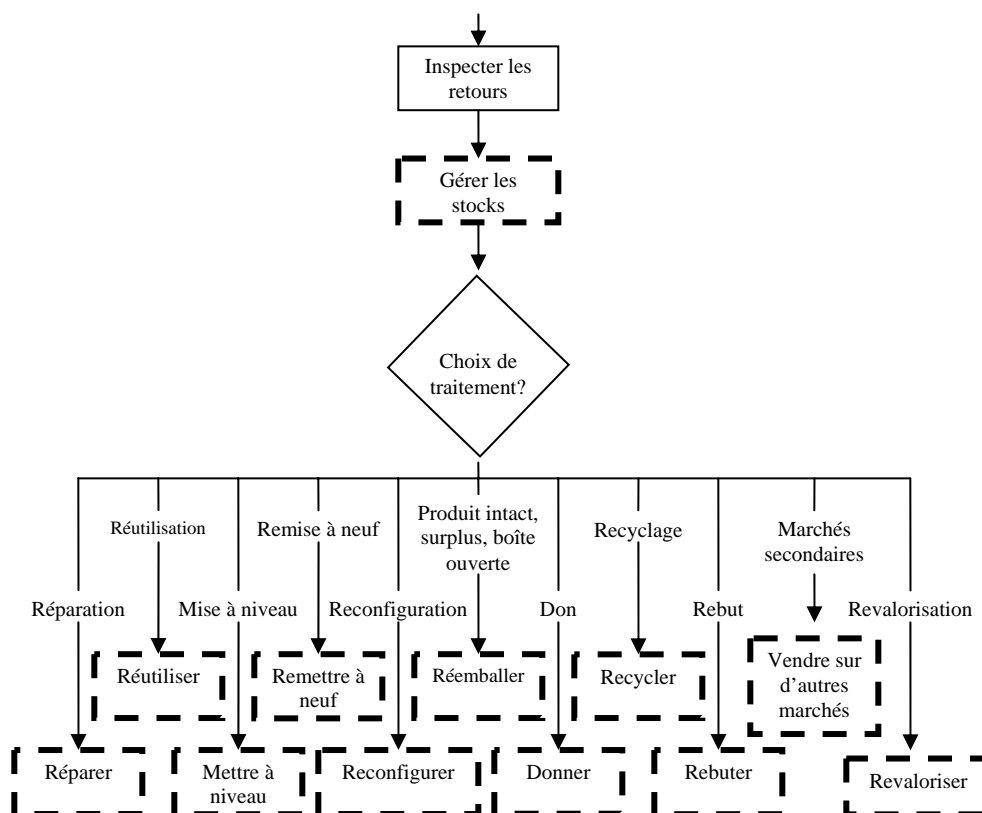 Inspecter les
retours
Gérer les
stocks
Choix de
traitement?
Réutilisation
Remise à neuf
Produit intact,
surplus, boîte
ouverte
Recyclage
Marchés
secondaires
Réparation
Mise à niveau
Reconfiguration
Don
Rebut
Revalorisation
Réutiliser
Remettre à
neuf
Réemballer
Recycler
Vendre sur
d'autres
marchés
Réparer
Mettre à
niveau
Reconfigurer
Donner
Rebuter
Revaloriser